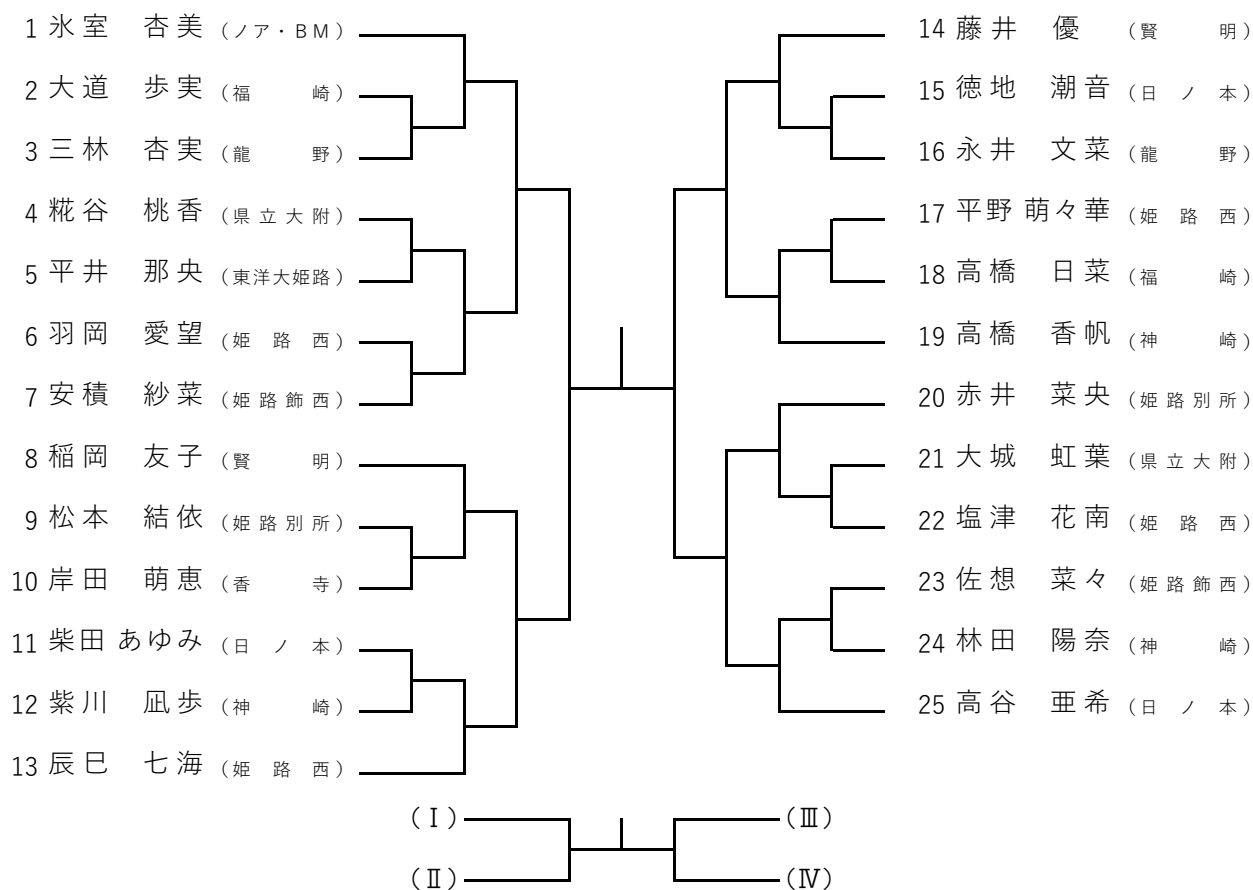 1 氷室 杏美 (ノア・BM)
2 大道 歩実 (福崎)
3 三林 杏実 (龍野)
4 糀谷 桃香 (県立大附)
5 平井 那央 (東洋大姫路)
6 羽岡 愛望 (姫路西)
7 安積 紗菜 (姫路飾西)
8 稲岡 友子 (賢明)
9 松本 結依 (姫路別所)
10 岸田 萌恵 (香寺)
11 柴田 あゆみ (日ノ本)
12 紫川 凪歩 (神崎)
13 辰巳 七海 (姫路西)
14 藤井 優 (賢明)
15 徳地 潮音 (日ノ本)
16 永井 文菜 (龍野)
17 平野 萌々華 (姫路西)
18 高橋 日菜 (福崎)
19 高橋 香帆 (神崎)
20 赤井 菜央 (姫路別所)
21 大城 虹葉 (県立大附)
22 塩津 花南 (姫路西)
23 佐想 菜々 (姫路飾西)
24 林田 陽奈 (神崎)
25 高谷 亜希 (日ノ本)
(Ⅰ)
(Ⅱ)
(Ⅲ)
(Ⅳ)